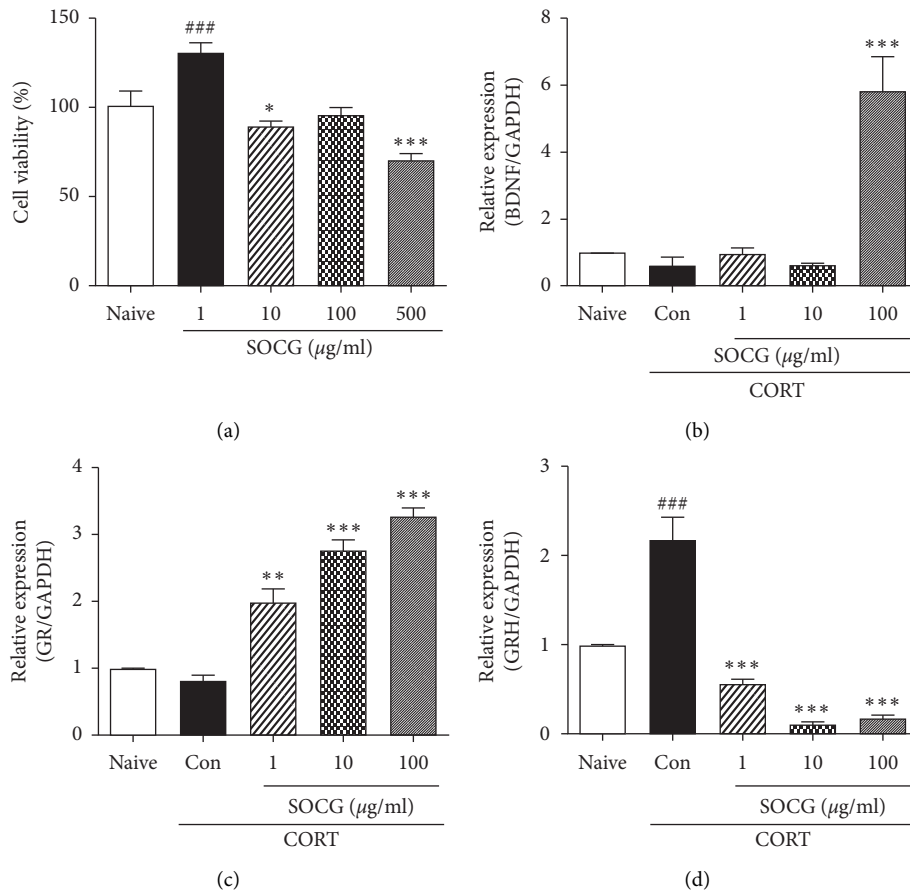 Cell viability (%)
150
100
50
0
###
*
***
Naive 1 10 100 500
SOCG (μg/ml)
(a)
Relative expression
(BDNF/GAPDH)
8
6
4
2
0
***
Naive Con 1 10 100
SOCG (μg/ml)
CORT
(b)
Relative expression
(GR/GAPDH)
4
3
2
1
0
**
***
***
Naive Con 1 10 100
SOCG (μg/ml)
CORT
(c)
Relative expression
(GRH/GAPDH)
3
2
1
0
###
***
***
***
Naive Con 1 10 100
SOCG (μg/ml)
CORT
(d)